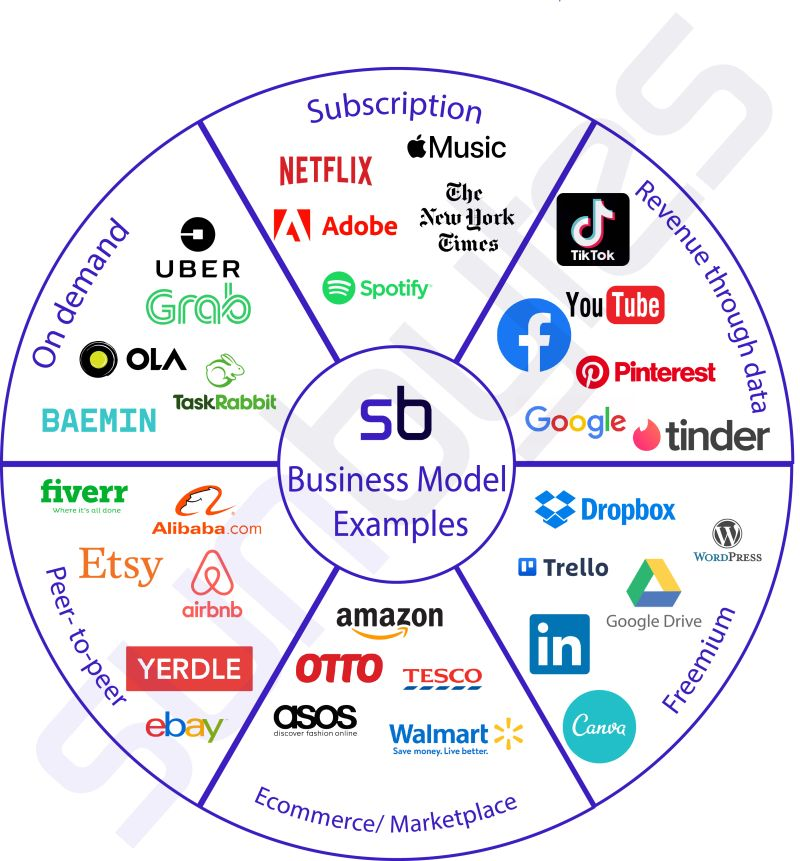 Subscription
NETFLIX
Music
Adobe
The
New York
Times
Spotify
Revenue through data
TikTok
YouTube
Pinterest
Google
tinder
On demand
UBER
Grab
OLA
TaskRabbit
BAEMIN
sb
Business Model
Examples
fiverr
Where it's all done
Alibaba.com
Etsy
airbnb
Peer- to-peer
YERDLE
ebay
amazon
OTTO
TESCO
asos
discover fashion online
Walmart
Save money. Live better.
Ecommerce/ Marketplace
Dropbox
WORDPRESS
Trello
Google Drive
in
Canva
Freemium
sunbytes